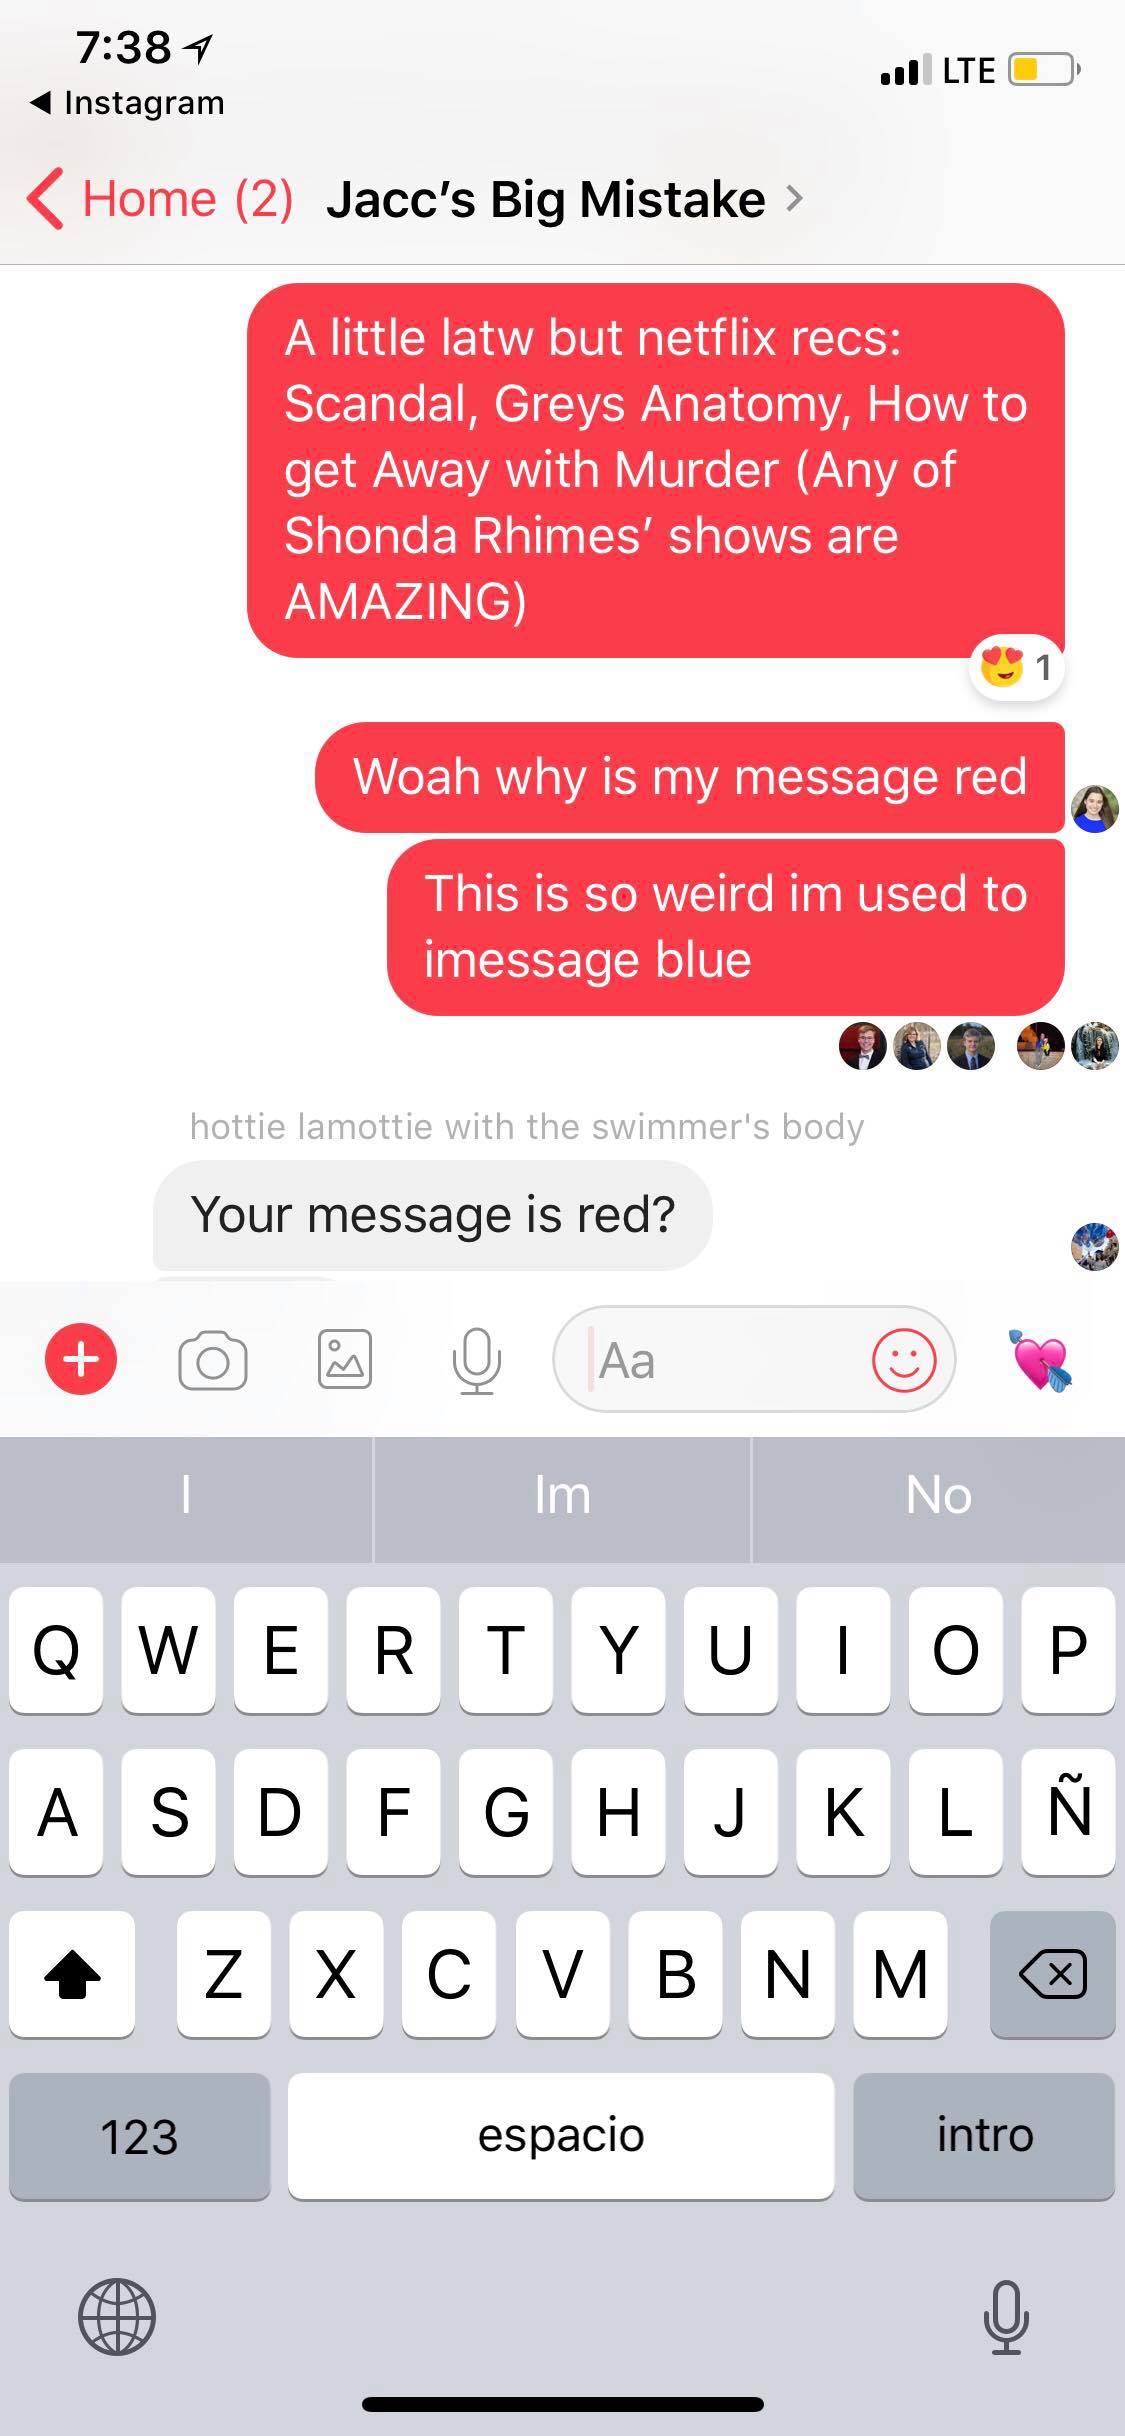 7:38
LTE
◀ Instagram
Home (2) Jacc’s Big Mistake
A little latw but netflix recs:
Scandal, Greys Anatomy, How to
get Away with Murder (Any of
Shonda Rhimes’ shows are
AMAZING)
😍 1
Woah why is my message red
This is so weird im used to
imessage blue
hottie lamottie with the swimmer's body
Your message is red?
Aa
I Im No
Q W E R T Y U I O P
A S D F G H J K L Ñ
Z X C V B N M
123 espacio intro